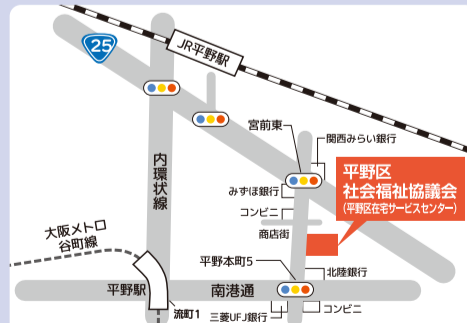 25
JR平野駅
宮前東
関西みらい銀行
内環状線
みずほ銀行
平野区
社会福祉協議会
(平野区在宅サービスセンター)
コンビニ
商店街
大阪メトロ
谷町線
平野本町5
北陸銀行
平野駅
南港通
流町1
三菱UFJ銀行
コンビニ